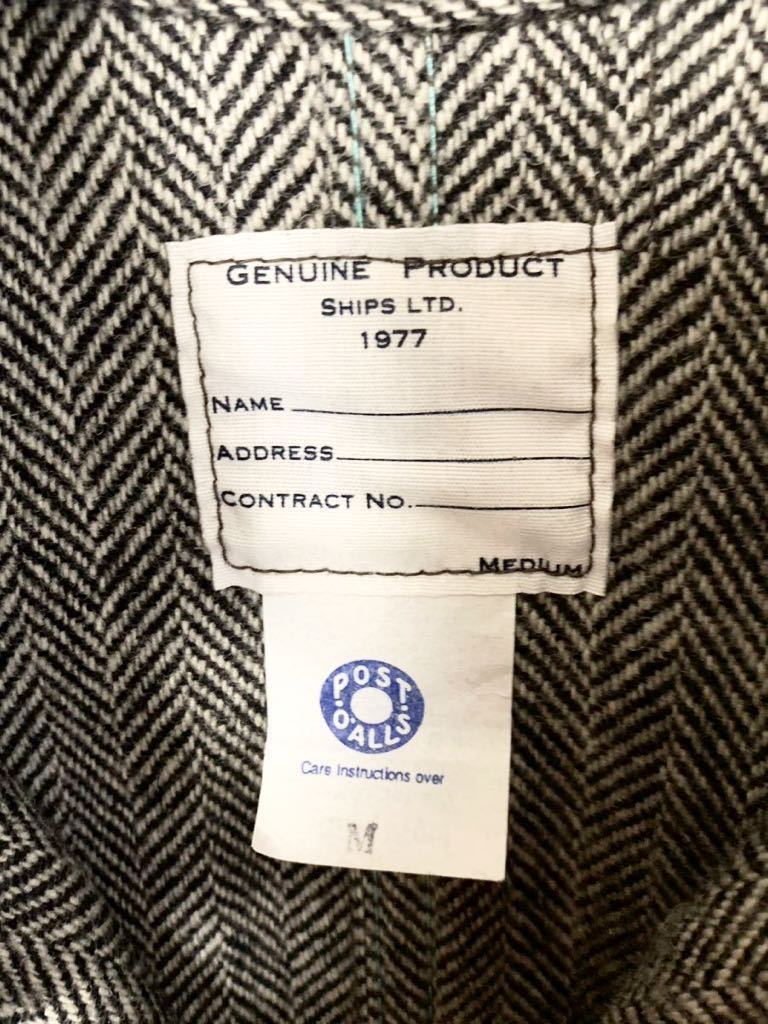 GENUINE PRODUCT
SHIPS LTD.
1977
NAME
ADDRESS
CONTRACT NO.
MEDIUM
POST
O'ALLS
Care Instructions over
M